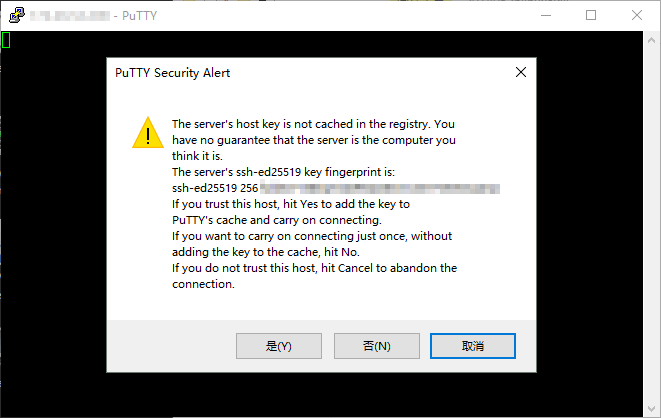 - PuTTY
PuTTY Security Alert
The server's host key is not cached in the registry. You
have no guarantee that the server is the computer you
think it is.
The server's ssh-ed25519 key fingerprint is:
ssh-ed25519 256
If you trust this host, hit Yes to add the key to
PuTTY's cache and carry on connecting.
If you want to carry on connecting just once, without
adding the key to the cache, hit No.
If you do not trust this host, hit Cancel to abandon the
connection.
是(Y)
否(N)
取消